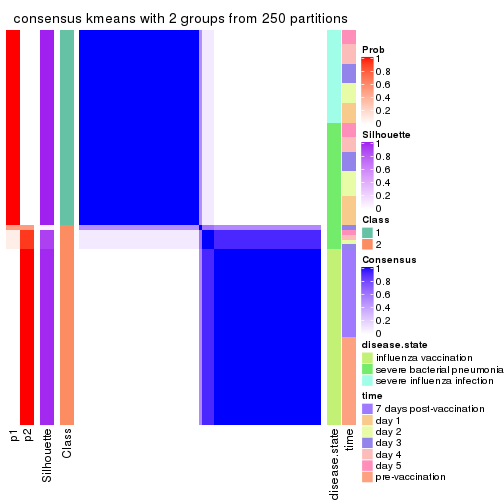 consensus kmeans with 2 groups from 250 partitions
Prob
1
0.8
0.6
0.4
0.2
0
Silhouette
1
0.8
0.6
0.4
0.2
0
Class
1
2
Consensus
1
0.8
0.6
0.4
0.2
0
disease.state
influenza vaccination
severe bacterial pneumonia
severe influenza infection
time
7 days post-vaccination
day 1
day 2
day 3
day 4
day 5
pre-vaccination
p1
p2
Silhouette
Class
disease.state
time